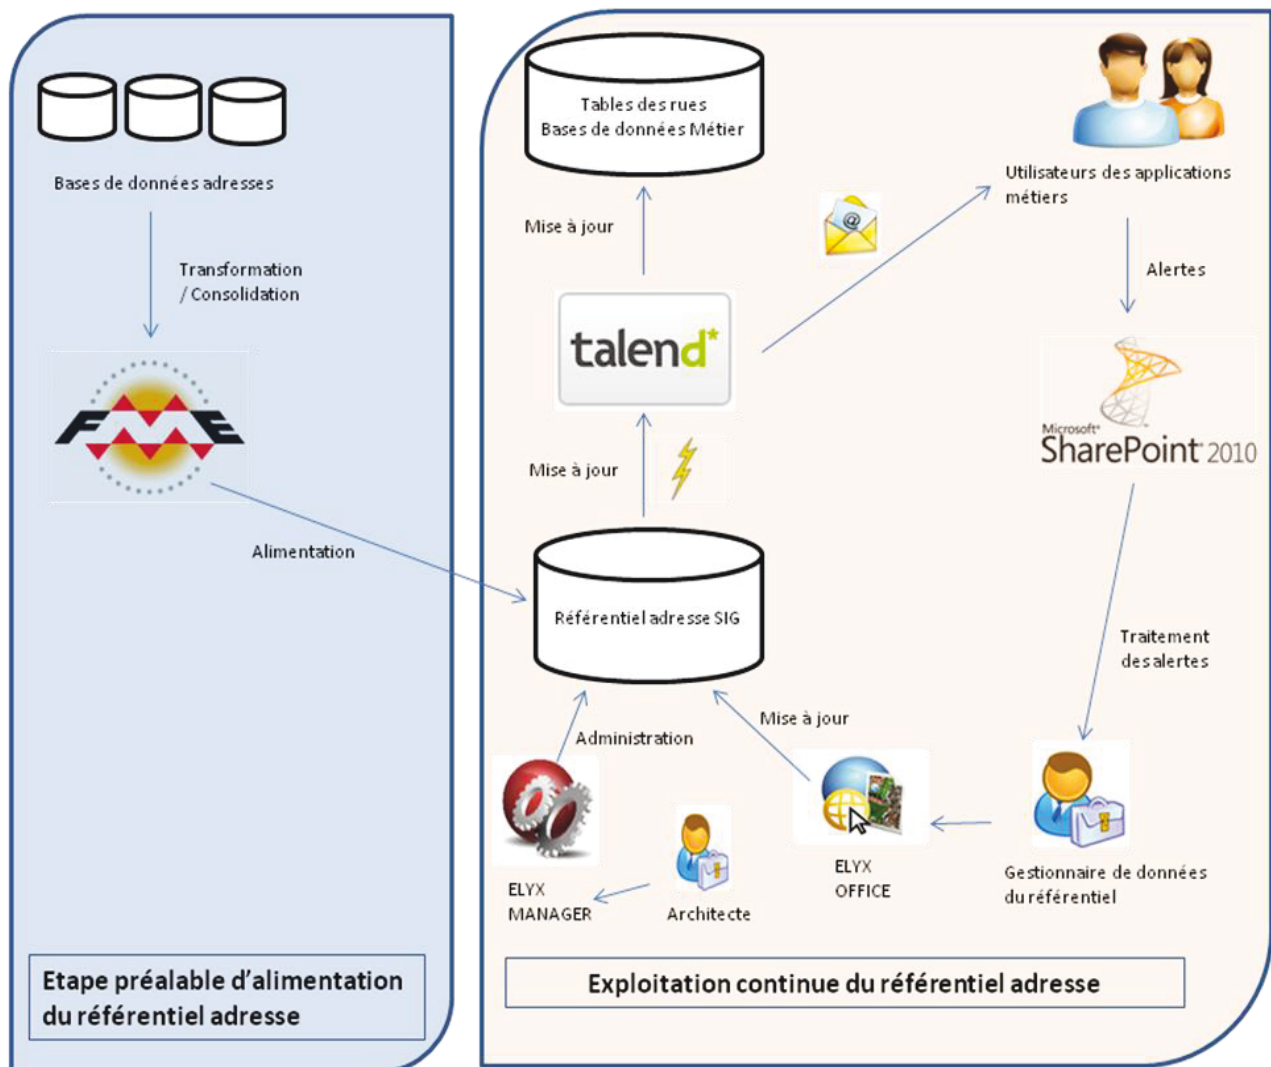 Bases de données adresses
Transformation
/ Consolidation
FME
Alimentation
Etape préalable d'alimentation
du référentiel adresse
Tables des rues
Bases de données Métier
Mise à jour
talend*
Mise à jour
@
Utilisateurs des applications
métiers
Alertes
Microsoft®
SharePoint® 2010
Référentiel adresse SIG
Traitement
des alertes
Administration
Mise à jour
ELYX
MANAGER
Architecte
ELYX
OFFICE
Gestionnaire de données
du référentiel
Exploitation continue du référentiel adresse